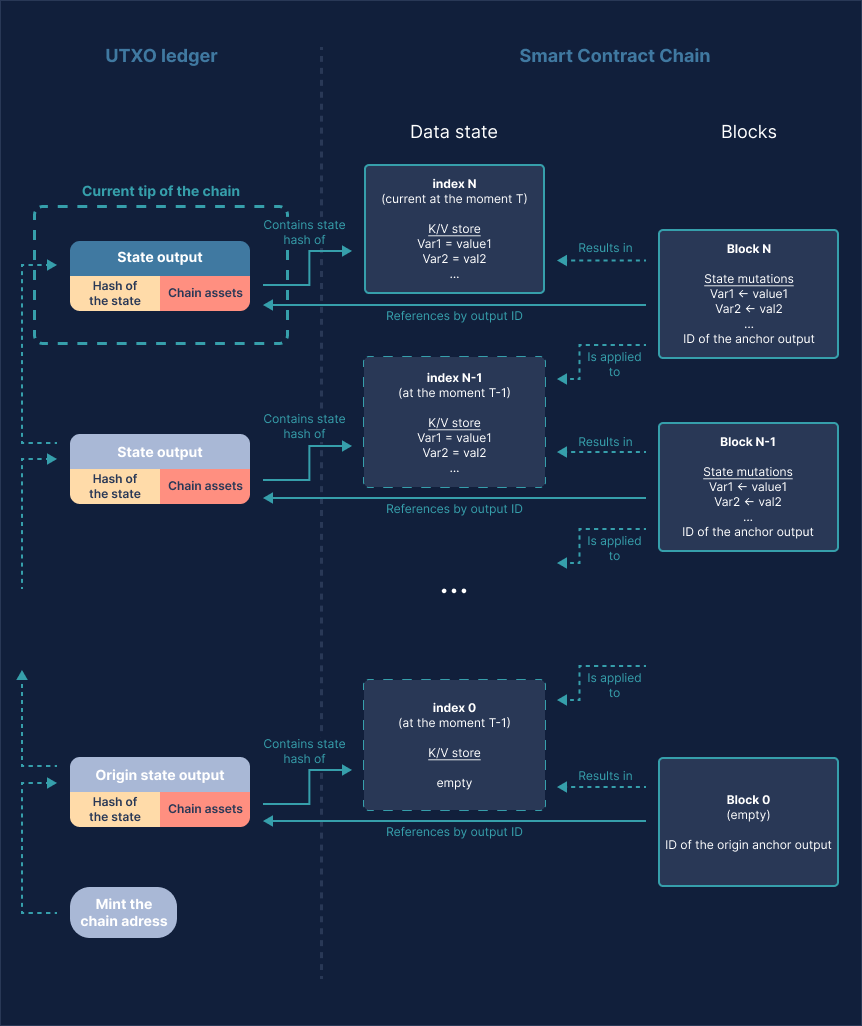 UTXO ledger
Smart Contract Chain
Data state
Blocks
Current tip of the chain
State output
Hash of
the state
Chain assets
Contains state
hash of
index N
(current at the moment T)
K/V store
Var1 = value1
Var2 = val2
...
Results in
Block N
State mutations
Var1 ← value1
Var2 ← val2
...
ID of the anchor output
References by output ID
Is applied
to
State output
Hash of
the state
Chain assets
Contains state
hash of
index N-1
(at the moment T-1)
K/V store
Var1 = value1
Var2 = val2
...
Results in
Block N-1
State mutations
Var1 ← value1
Var2 ← val2
...
ID of the anchor output
References by output ID
Is applied
to
...
Is applied
to
Origin state output
Hash of
the state
Chain assets
Contains state
hash of
index 0
(at the moment T-1)
K/V store
empty
Results in
Block 0
(empty)
ID of the origin anchor output
References by output ID
Mint the
chain adress